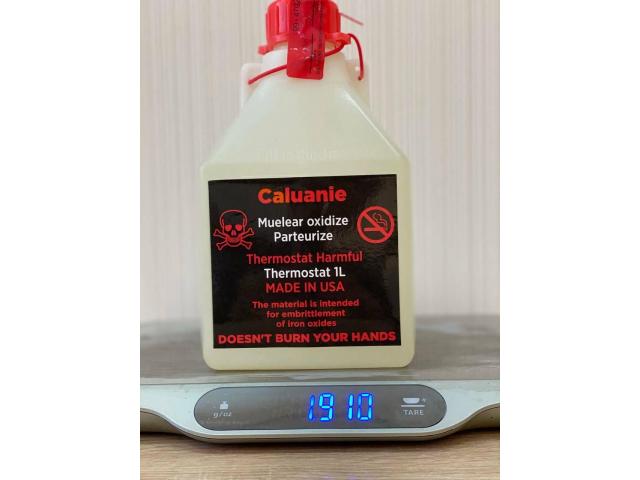 Caluanie
Muelear oxidize
Parteurize
Thermostat Harmful
Thermostat 1L
MADE IN USA
The material is intended
for embrittlement
of iron oxides
DOESN'T BURN YOUR HANDS
g/oz
1910
TARE